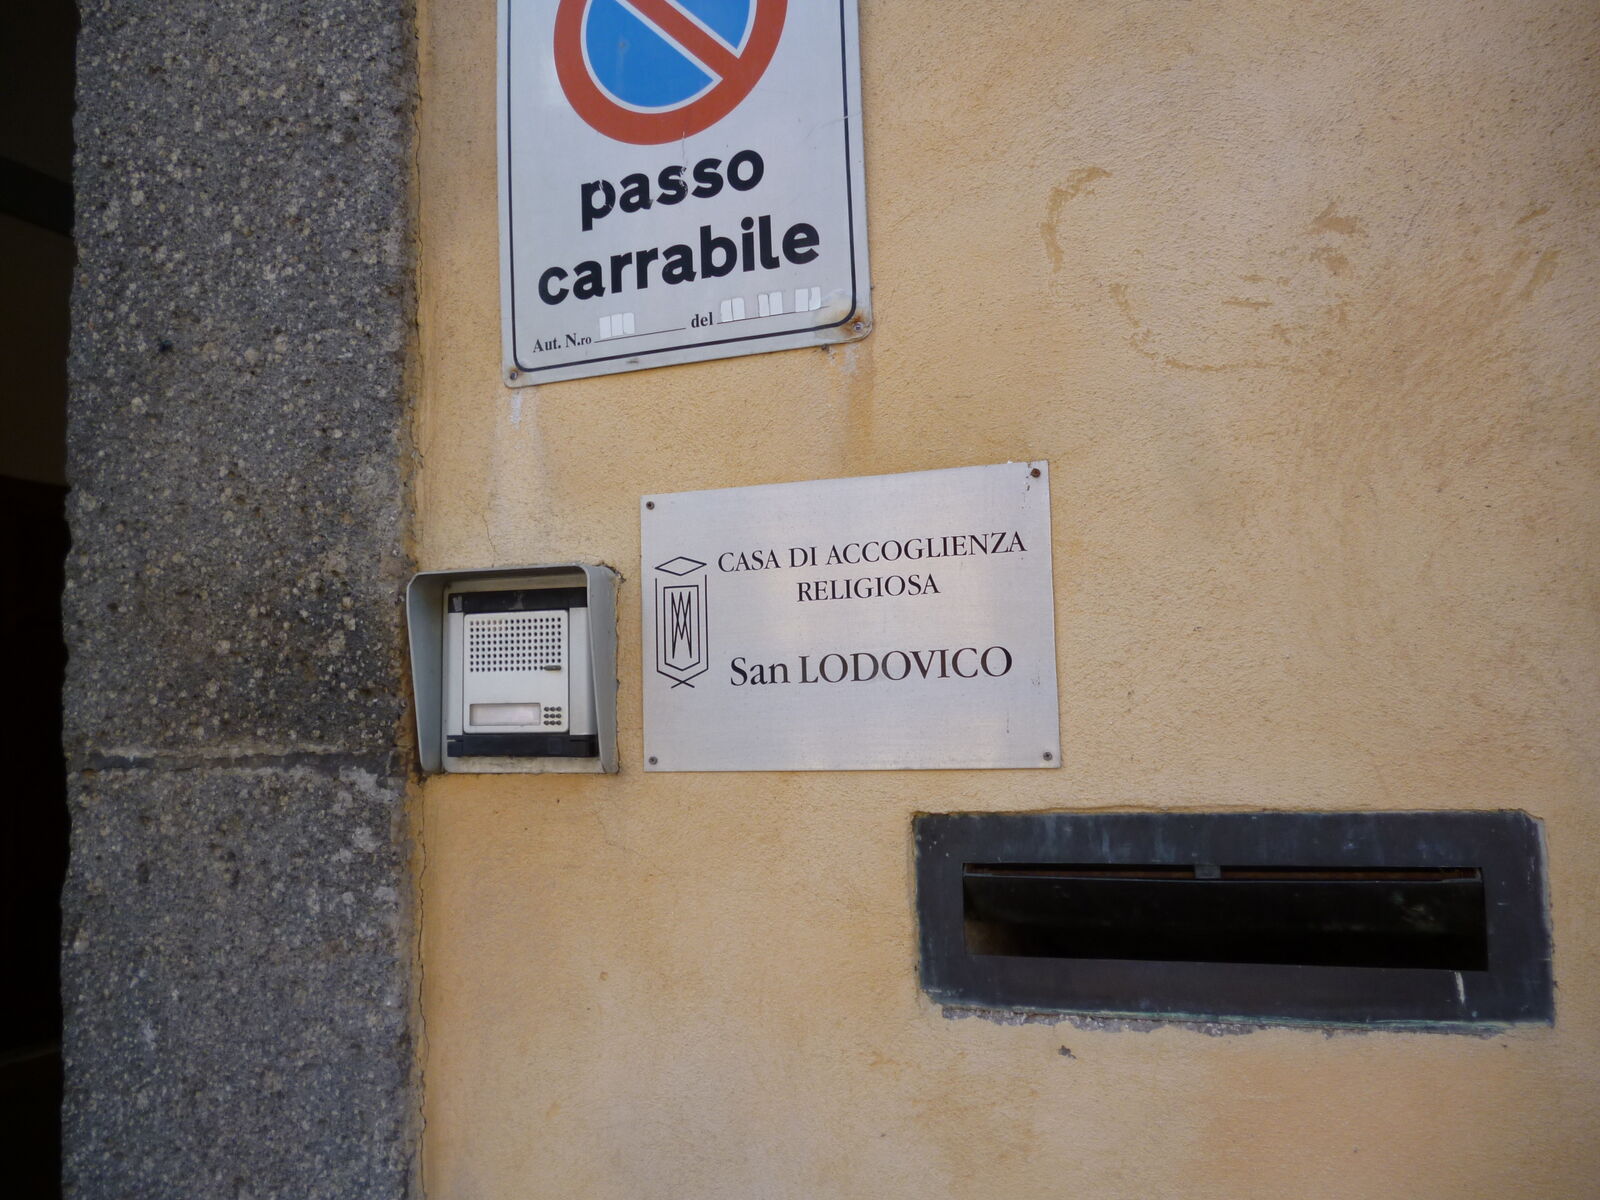 passo
carrabile
Aut. N.ro del
CASA DI ACCOGLIENZA
RELIGIOSA
San LODOVICO